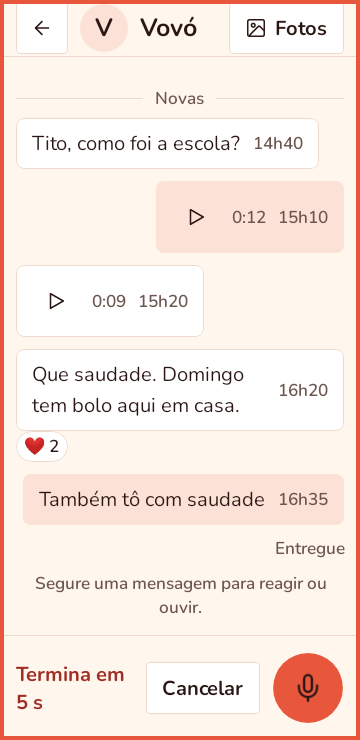 V Vovó Fotos
Novas
Tito, como foi a escola? 14h40
0:12 15h10
0:09 15h20
Que saudade. Domingo
tem bolo aqui em casa. 16h20
❤️ 2
Também tô com saudade 16h35
Entregue
Segure uma mensagem para reagir ou
ouvir.
Termina em
5 s
Cancelar